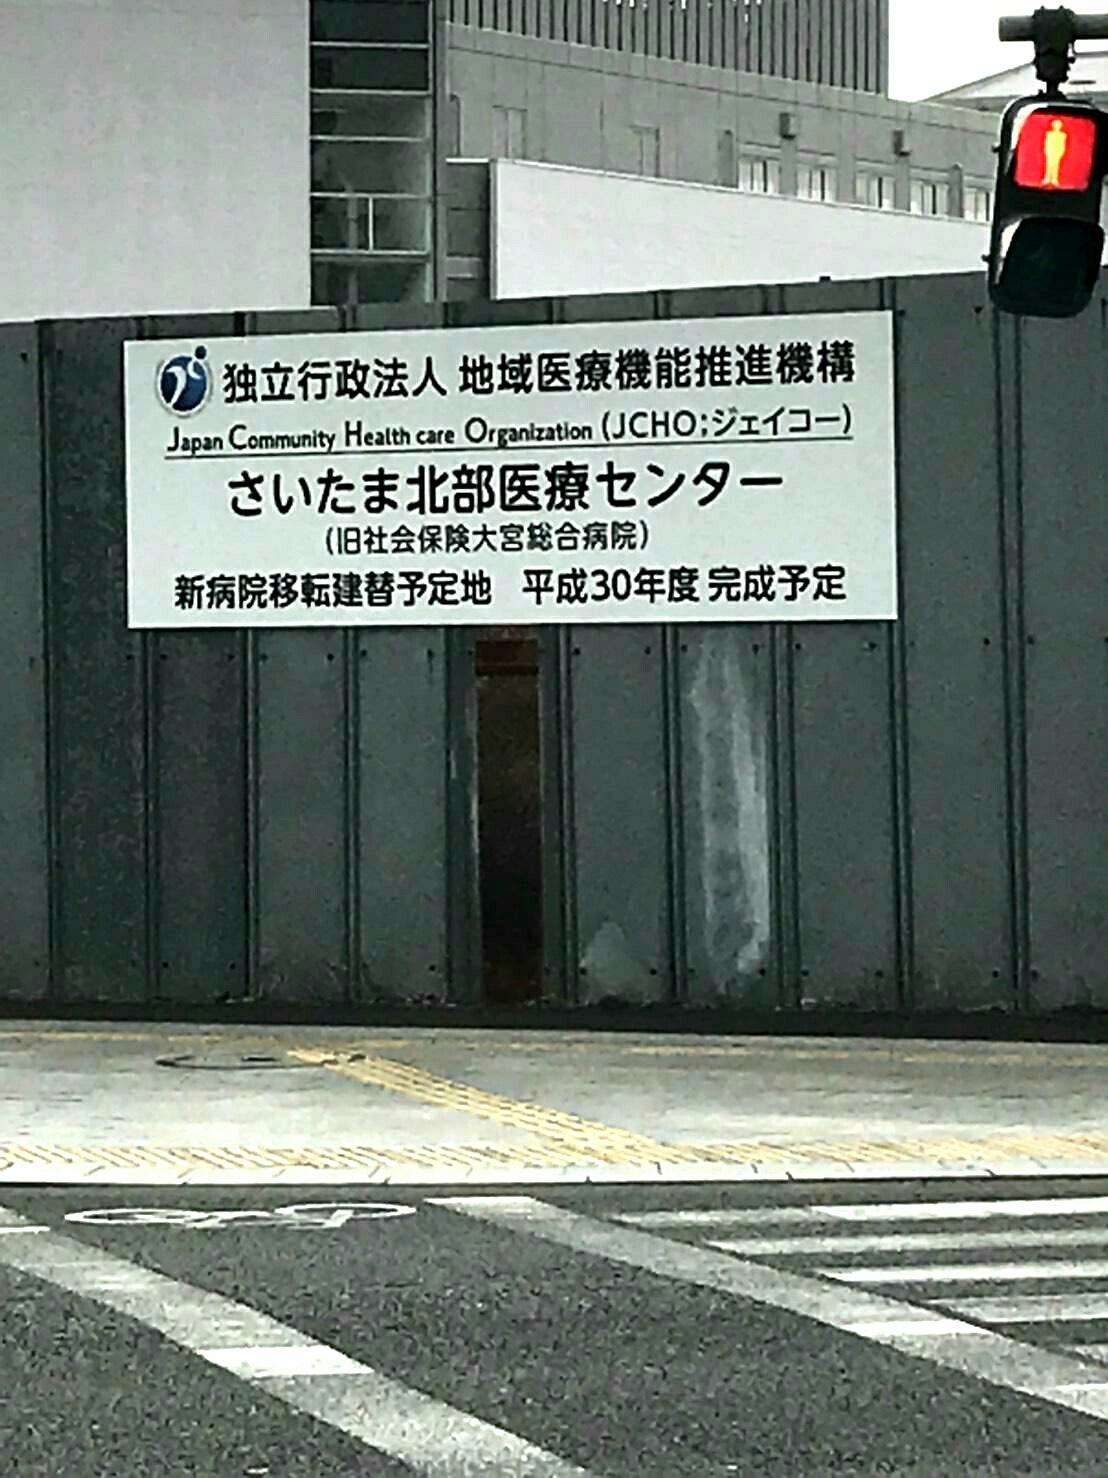 独立行政法人 地域医療機能推進機構
Japan Community Health care Organization (JCHO;ジェイコー)
さいたま北部医療センター
(旧社会保険大宮総合病院)
新病院移転建替予定地 平成30年度 完成予定